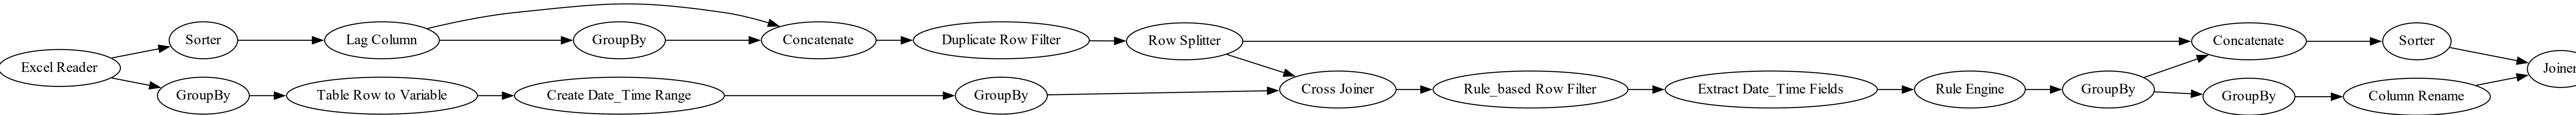 Excel Reader
Sorter
Lag Column
GroupBy
Concatenate
Duplicate Row Filter
Row Splitter
Concatenate
Sorter
Joiner
GroupBy
Table Row to Variable
Create Date_Time Range
GroupBy
Cross Joiner
Rule_based Row Filter
Extract Date_Time Fields
Rule Engine
GroupBy
GroupBy
Column Rename